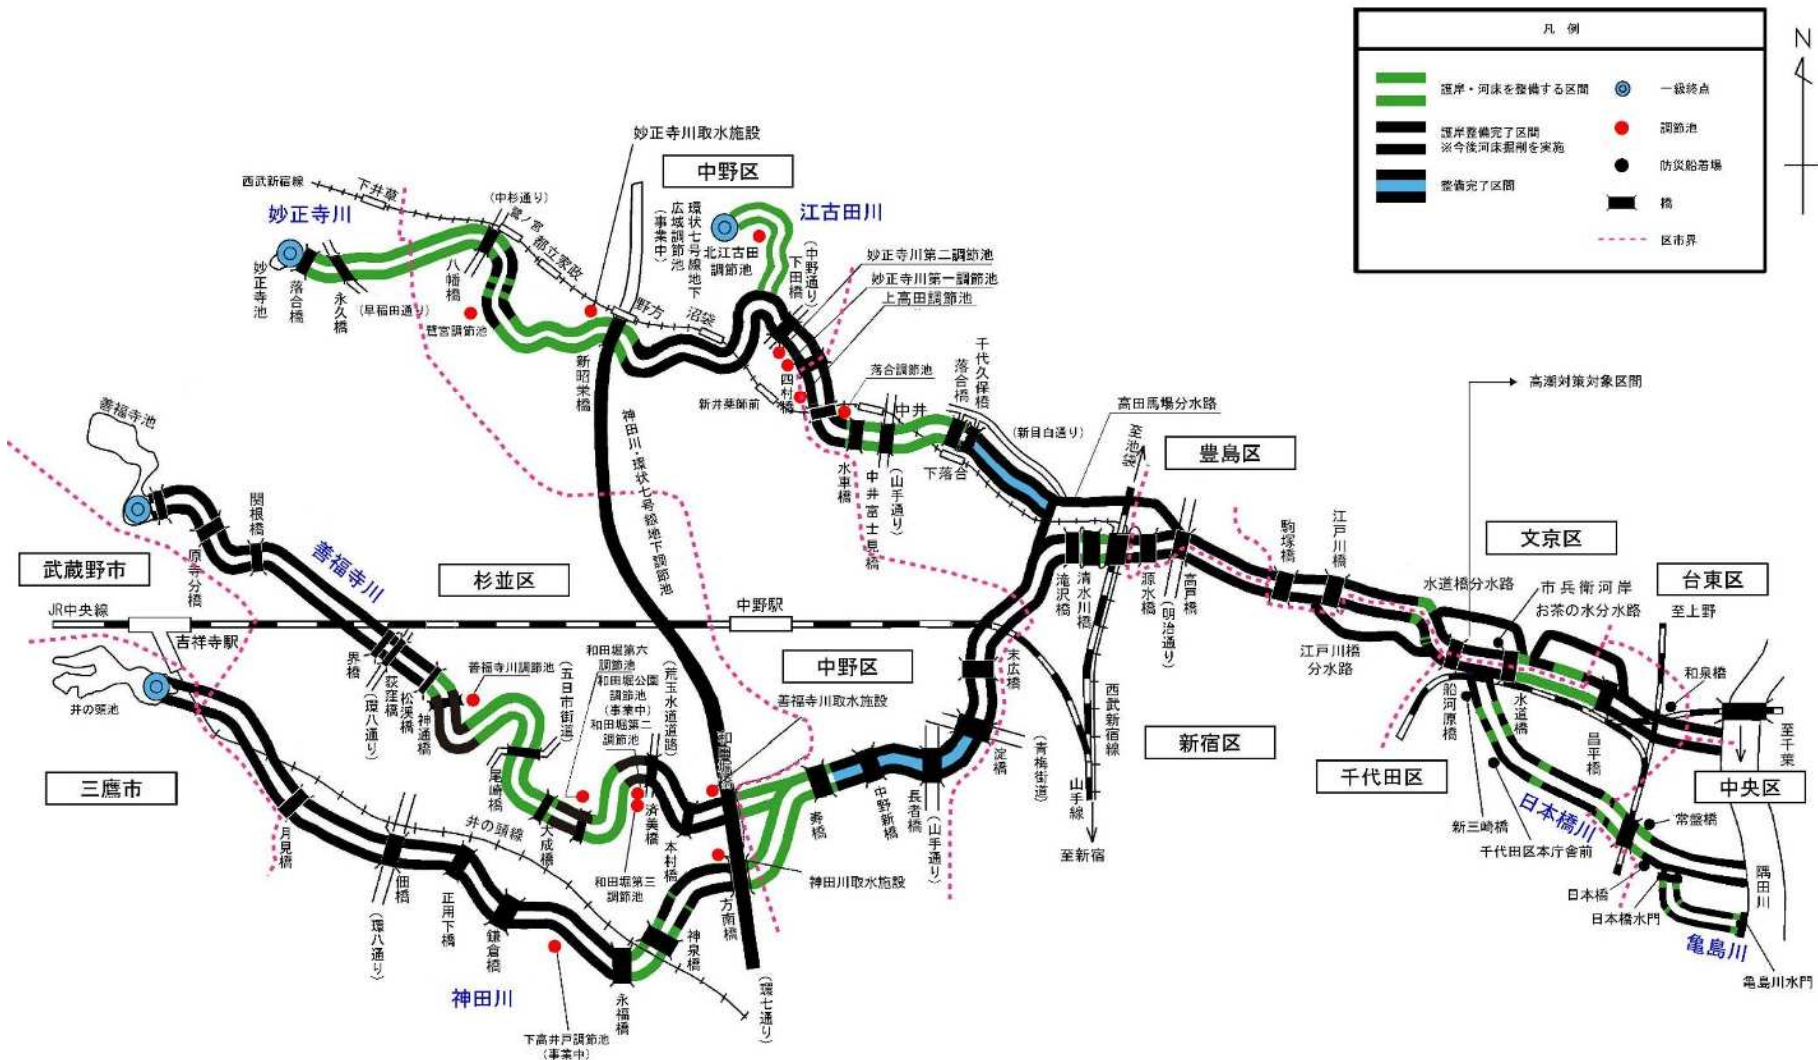 凡 例
護岸・河床を整備する区間
護岸整備完了区間
※今後河床掘削を実施
整備完了区間
一級終点
調節池
防災船着場
橋
区市界
N
妙正寺川取水施設
中野区
西武新宿線
下井草
(中杉通り)
鷺ノ宮
都立家政
妙正寺川
妙正寺池
落合橋
永久橋
(早稲田通り)
八幡橋
鷺宮調節池
新昭栄橋
環状七号線地下
広域調節池
(事業中)
野方
沼袋
北江古田
調節池
江古田川
(中野通り)
下田橋
妙正寺川第二調節池
妙正寺川第一調節池
上高田調節池
四村橋
新井薬師前
落合調節池
中井
水車橋
中井富士見橋
(山手通り)
落合橋
千代久保橋
下落合
(新目白通り)
高田馬場分水路
至池袋
豊島区
高潮対策対象区間
善福寺池
武蔵野市
原寺分橋
関根橋
善福寺川
杉並区
神田川・環状七号線地下調節池
JR中央線
吉祥寺駅
中野駅
井の頭池
三鷹市
界橋
(環八通り)
荻窪橋
松渓橋
神通橋
善福寺川調節池
(五日市街道)
尾崎橋
大成橋
和田堀第六
調節池
和田堀公園
調節池
(事業中)
和田堀第二
調節池
(荒玉水道道路)
済美橋
和田堀第三
調節池
本村橋
中野区
善福寺川取水施設
神田川取水施設
方南橋
(環七通り)
井の頭線
月見橋
佃橋
(環八通り)
正用下橋
鎌倉橋
神田川
下高井戸調節池
(事業中)
永福橋
神泉橋
寿橋
中野新橋
長者橋
(山手通り)
淀橋
(青梅街道)
末広橋
滝沢橋
清水川橋
源水橋
(明治通り)
高戸橋
西武新宿線
山手線
至新宿
新宿区
駒塚橋
江戸川橋
江戸川橋
分水路
水道橋分水路
文京区
市兵衛河岸
お茶の水分水路
台東区
至上野
和泉橋
船河原橋
水道橋
昌平橋
至千葉
千代田区
中央区
新三崎橋
日本橋川
千代田区本庁舎前
常盤橋
日本橋
日本橋水門
隅田川
亀島川
亀島川水門